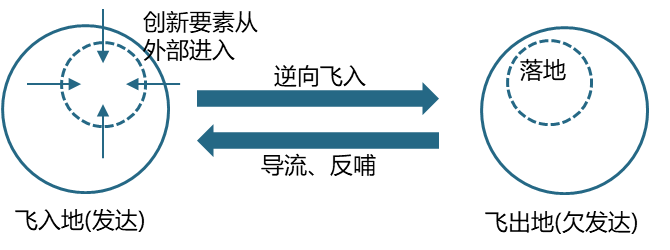 创新要素从
外部进入
逆向飞入
落地
导流、反哺
飞入地(发达)
飞出地(欠发达)